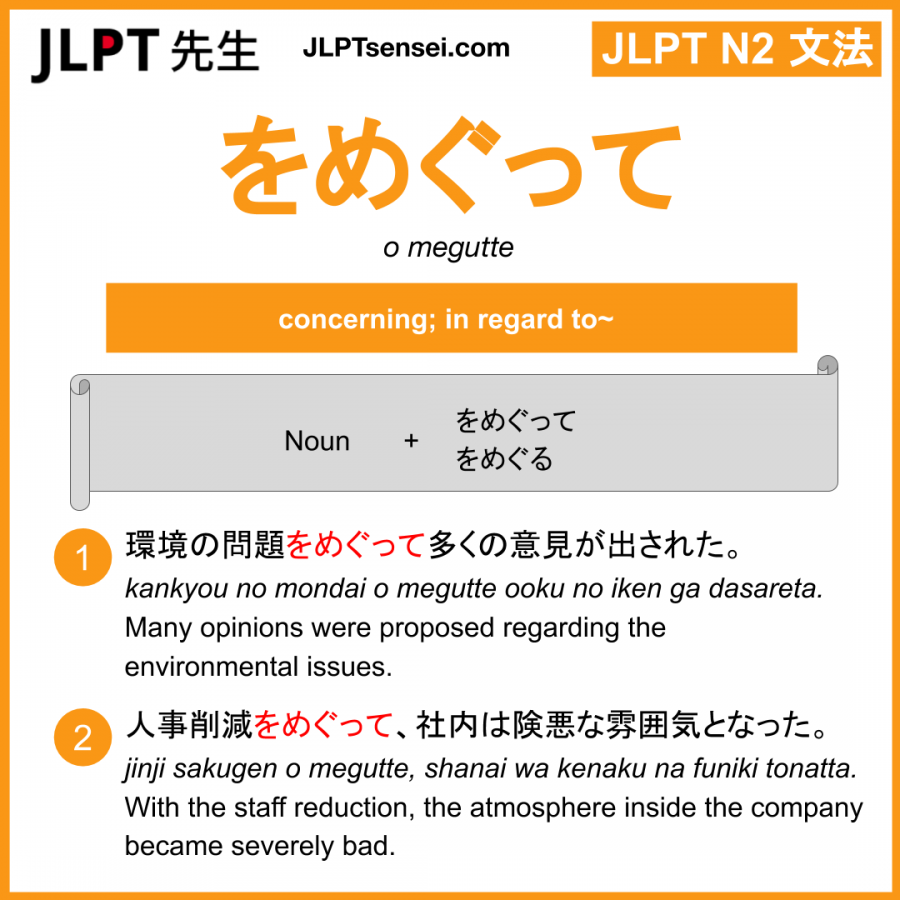 JLPT 先生
JLPTsensei.com
JLPT N2 文法
をめぐって
o megutte
concerning; in regard to~
Noun + をめぐって
をめぐる
1 環境の問題をめぐって多くの意見が出された。
kankyou no mondai o megutte ooku no iken ga dasareta.
Many opinions were proposed regarding the
environmental issues.
2 人事削減をめぐって、社内は険悪な雰囲気となった。
jinji sakugen o megutte, shanai wa kenaku na funiki tonatta.
With the staff reduction, the atmosphere inside the company
became severely bad.